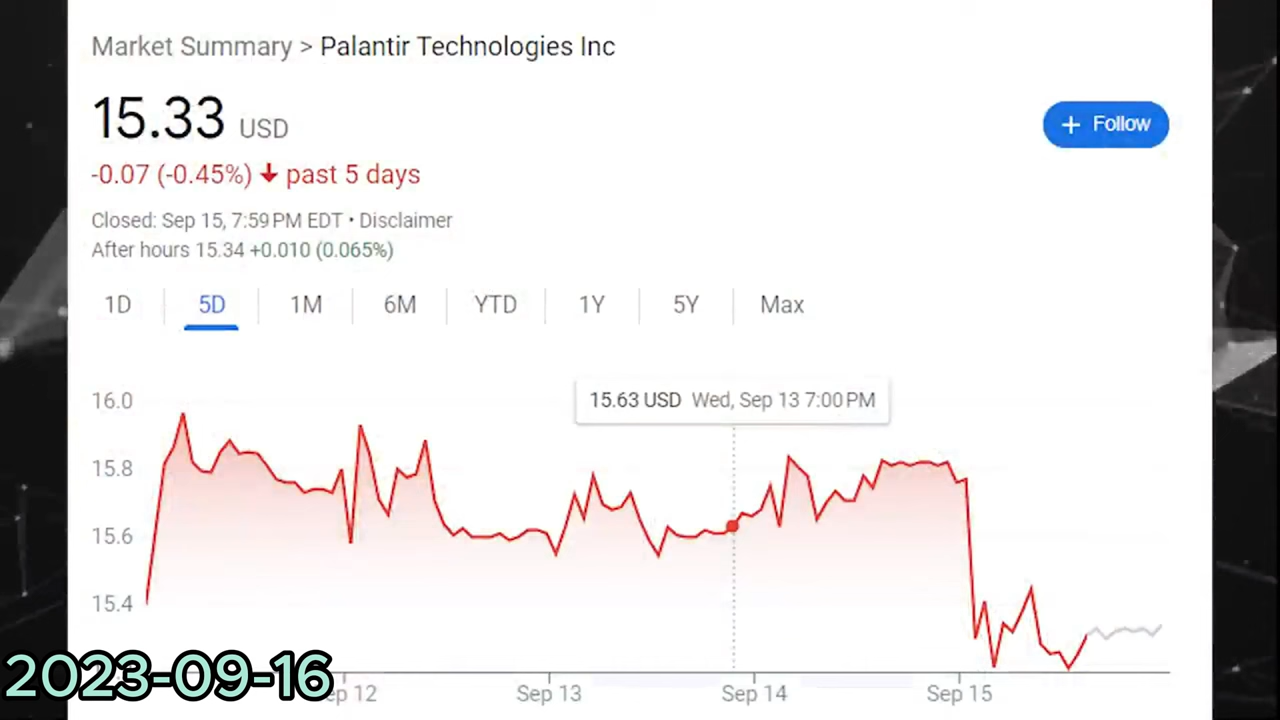 Market Summary > Palantir Technologies Inc
15.33 USD
+ Follow
-0.07 (-0.45%) ↓ past 5 days
Closed: Sep 15, 7:59 PM EDT • Disclaimer
After hours 15.34 +0.010 (0.065%)
1D 5D 1M 6M YTD 1Y 5Y Max
15.63 USD Wed, Sep 13 7:00 PM
16.0
15.8
15.6
15.4
2023-09-16
ep 12 Sep 13 Sep 14 Sep 15